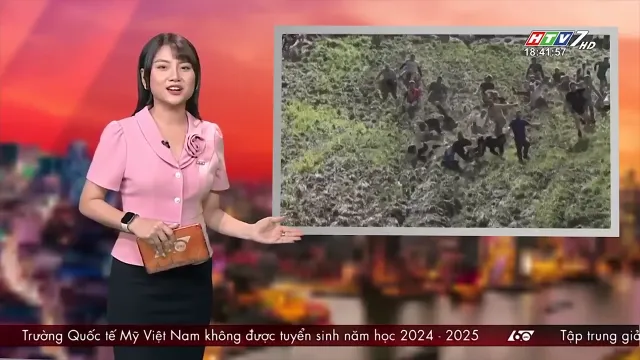 HTV7 HD
18:41:57
Trường Quốc tế Mỹ Việt Nam không được tuyển sinh năm học 2024 - 2025 60 Tập trung giả